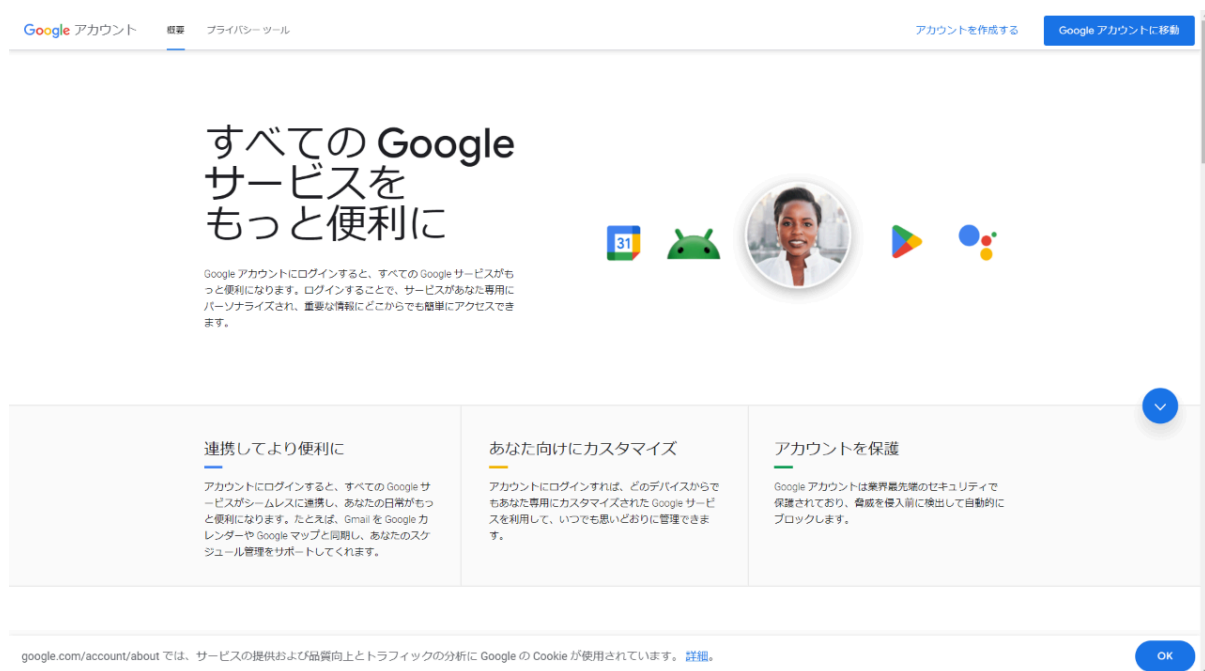 Google アカウント 概要 プライバシー ツール アカウントを作成する Google アカウントに移動
すべての Google
サービスを
もっと便利に
Google アカウントにログインすると、すべての Google サービスがも
っと便利になります。ログインすることで、サービスがあなた専用に
パーソナライズされ、重要な情報にどこからでも簡単にアクセスでき
ます。
31
連携してより便利に
アカウントにログインすると、すべての Google サ
ービスがシームレスに連携し、あなたの日常がもっ
と便利になります。たとえば、Gmail を Google カ
レンダーや Google マップと同期し、あなたのスケ
ジュール管理をサポートしてくれます。
あなた向けにカスタマイズ
アカウントにログインすれば、どのデバイスからで
もあなた専用にカスタマイズされた Google サービ
スを利用して、いつでも思いどおりに管理できま
す。
アカウントを保護
Google アカウントは業界最先端のセキュリティで
保護されており、脅威を侵入前に検出して自動的に
ブロックします。
google.com/account/about では、サービスの提供および品質向上とトラフィックの分析に Google の Cookie が使用されています。 詳細。 OK